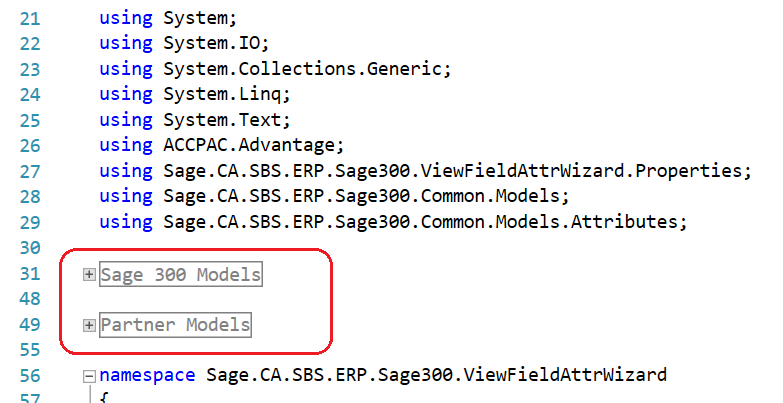 21 using System;
22 using System.IO;
23 using System.Collections.Generic;
24 using System.Linq;
25 using System.Text;
26 using ACCPAC.Advantage;
27 using Sage.CA.SBS.ERP.Sage300.ViewFieldAttrWizard.Properties;
28 using Sage.CA.SBS.ERP.Sage300.Common.Models;
29 using Sage.CA.SBS.ERP.Sage300.Common.Models.Attributes;
30
31 Sage 300 Models
48
49 Partner Models
55
56 namespace Sage.CA.SBS.ERP.Sage300.ViewFieldAttrWizard
57 {